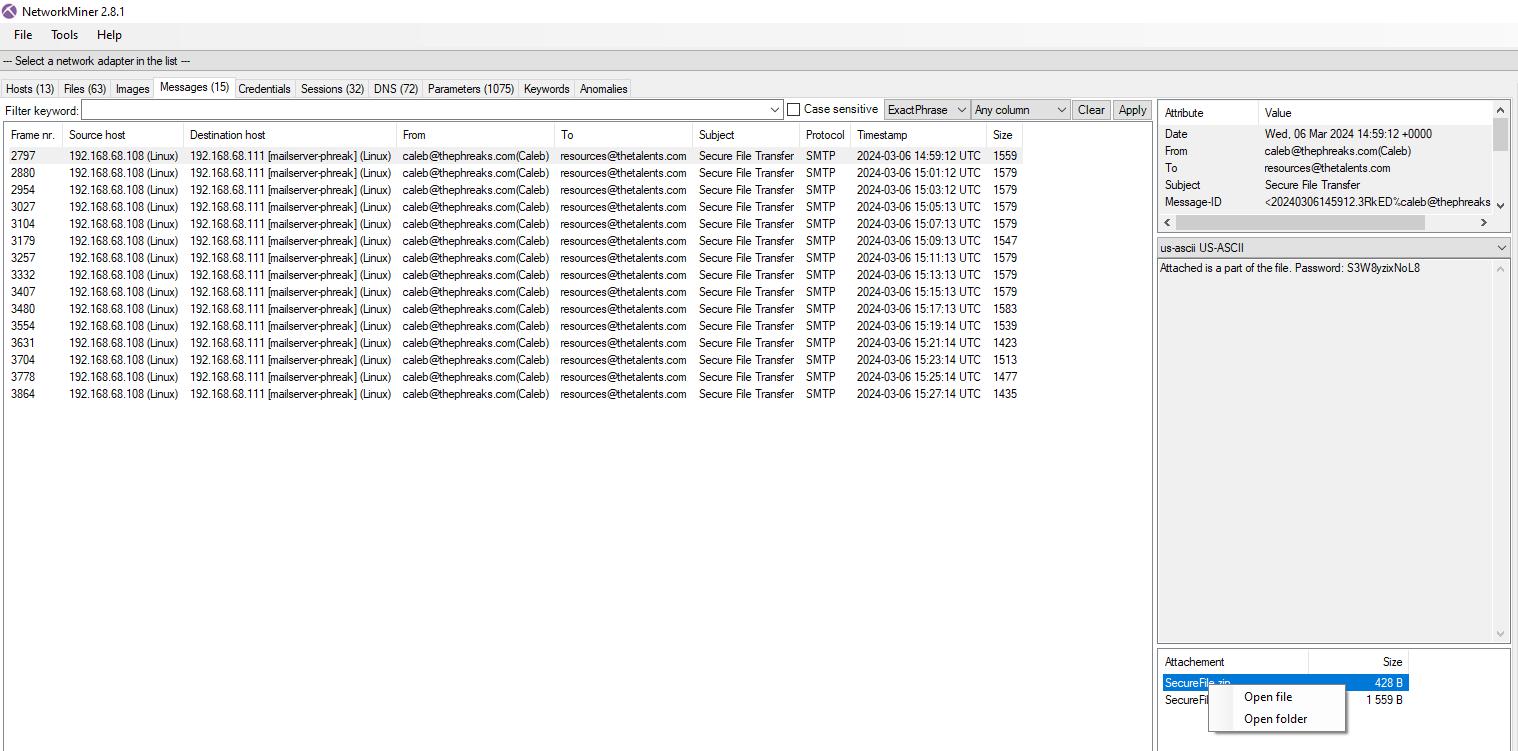 NetworkMiner 2.8.1
File Tools Help
--- Select a network adapter in the list ---
Hosts (13) Files (63) Images Messages (15) Credentials Sessions (32) DNS (72) Parameters (1075) Keywords Anomalies
Filter keyword: Case sensitive ExactPhrase Any column Clear Apply
Frame nr. Source host Destination host From To Subject Protocol Timestamp Size
2797 192.168.68.108 (Linux) 192.168.68.111 [mailserver-phreak] (Linux) caleb@thephreaks.com(Caleb) resources@thetalents.com Secure File Transfer SMTP 2024-03-06 14:59:12 UTC 1559
2880 192.168.68.108 (Linux) 192.168.68.111 [mailserver-phreak] (Linux) caleb@thephreaks.com(Caleb) resources@thetalents.com Secure File Transfer SMTP 2024-03-06 15:01:12 UTC 1579
2954 192.168.68.108 (Linux) 192.168.68.111 [mailserver-phreak] (Linux) caleb@thephreaks.com(Caleb) resources@thetalents.com Secure File Transfer SMTP 2024-03-06 15:03:12 UTC 1579
3027 192.168.68.108 (Linux) 192.168.68.111 [mailserver-phreak] (Linux) caleb@thephreaks.com(Caleb) resources@thetalents.com Secure File Transfer SMTP 2024-03-06 15:05:13 UTC 1579
3104 192.168.68.108 (Linux) 192.168.68.111 [mailserver-phreak] (Linux) caleb@thephreaks.com(Caleb) resources@thetalents.com Secure File Transfer SMTP 2024-03-06 15:07:13 UTC 1579
3179 192.168.68.108 (Linux) 192.168.68.111 [mailserver-phreak] (Linux) caleb@thephreaks.com(Caleb) resources@thetalents.com Secure File Transfer SMTP 2024-03-06 15:09:13 UTC 1547
3257 192.168.68.108 (Linux) 192.168.68.111 [mailserver-phreak] (Linux) caleb@thephreaks.com(Caleb) resources@thetalents.com Secure File Transfer SMTP 2024-03-06 15:11:13 UTC 1579
3332 192.168.68.108 (Linux) 192.168.68.111 [mailserver-phreak] (Linux) caleb@thephreaks.com(Caleb) resources@thetalents.com Secure File Transfer SMTP 2024-03-06 15:13:13 UTC 1579
3407 192.168.68.108 (Linux) 192.168.68.111 [mailserver-phreak] (Linux) caleb@thephreaks.com(Caleb) resources@thetalents.com Secure File Transfer SMTP 2024-03-06 15:15:13 UTC 1579
3480 192.168.68.108 (Linux) 192.168.68.111 [mailserver-phreak] (Linux) caleb@thephreaks.com(Caleb) resources@thetalents.com Secure File Transfer SMTP 2024-03-06 15:17:13 UTC 1583
3554 192.168.68.108 (Linux) 192.168.68.111 [mailserver-phreak] (Linux) caleb@thephreaks.com(Caleb) resources@thetalents.com Secure File Transfer SMTP 2024-03-06 15:19:14 UTC 1539
3631 192.168.68.108 (Linux) 192.168.68.111 [mailserver-phreak] (Linux) caleb@thephreaks.com(Caleb) resources@thetalents.com Secure File Transfer SMTP 2024-03-06 15:21:14 UTC 1423
3704 192.168.68.108 (Linux) 192.168.68.111 [mailserver-phreak] (Linux) caleb@thephreaks.com(Caleb) resources@thetalents.com Secure File Transfer SMTP 2024-03-06 15:23:14 UTC 1513
3778 192.168.68.108 (Linux) 192.168.68.111 [mailserver-phreak] (Linux) caleb@thephreaks.com(Caleb) resources@thetalents.com Secure File Transfer SMTP 2024-03-06 15:25:14 UTC 1477
3864 192.168.68.108 (Linux) 192.168.68.111 [mailserver-phreak] (Linux) caleb@thephreaks.com(Caleb) resources@thetalents.com Secure File Transfer SMTP 2024-03-06 15:27:14 UTC 1435
Attribute Value
Date Wed, 06 Mar 2024 14:59:12 +0000
From caleb@thephreaks.com(Caleb)
To resources@thetalents.com
Subject Secure File Transfer
Message-ID <20240306145912.3RkED%caleb@thephreaks
us-ascii US-ASCII
Attached is a part of the file. Password: S3W8yzixNoL8
Attachement Size
SecureFile.zip 428 B
SecureFil 1 559 B
Open file
Open folder